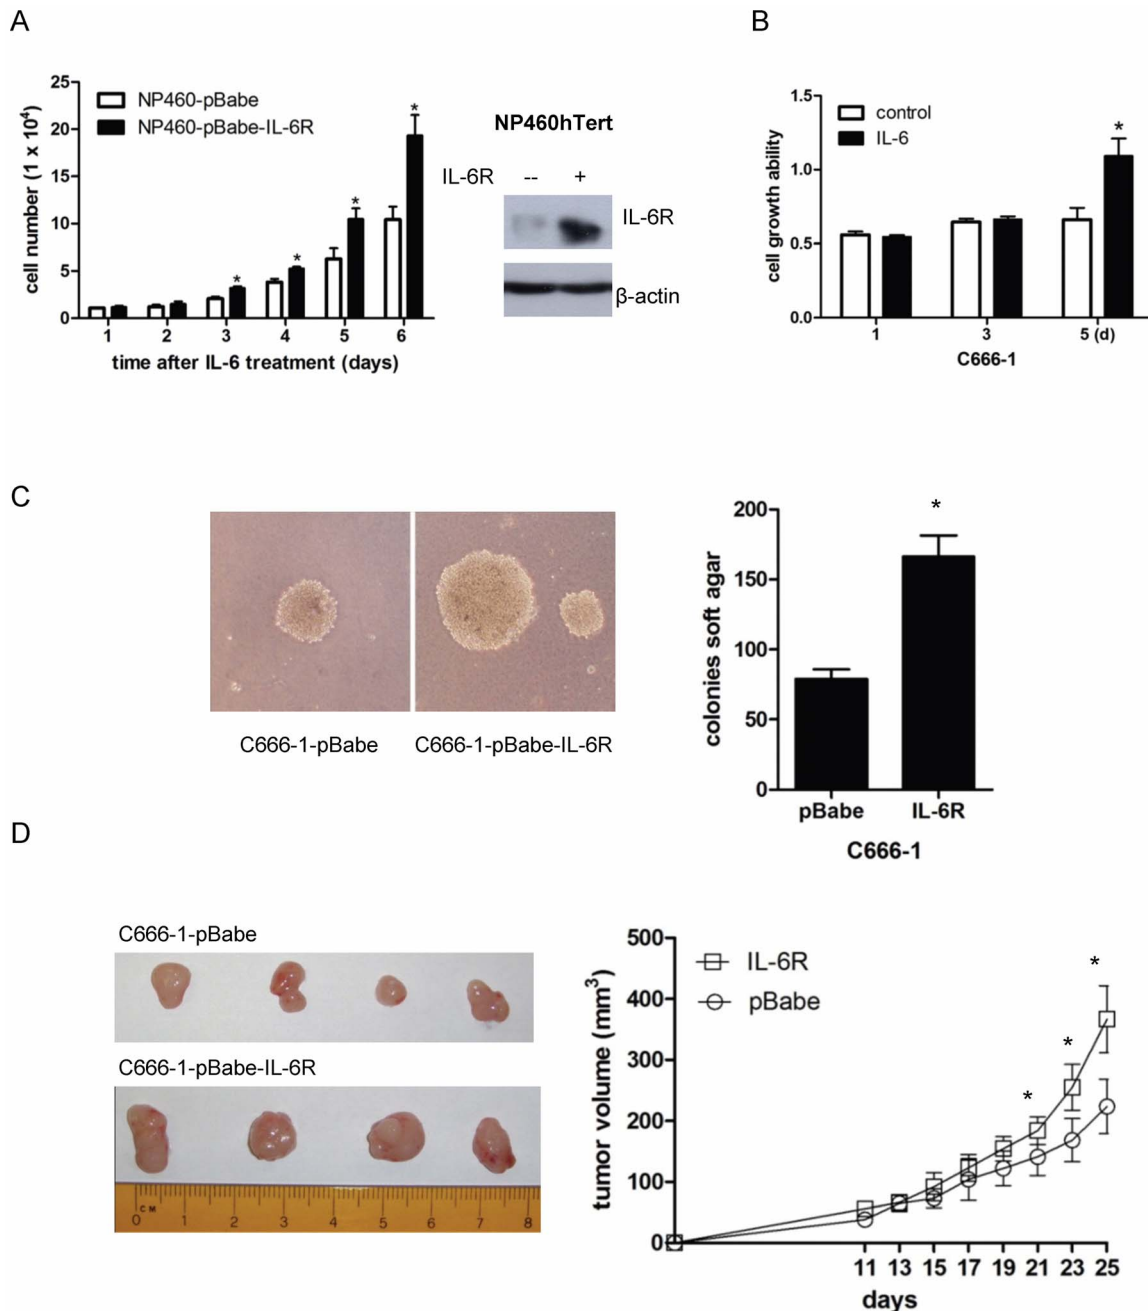 A
25
20
15
10
5
0
cell number (1 x 10⁴)
NP460-pBabe
NP460-pBabe-IL-6R
* * * *
1 2 3 4 5 6
time after IL-6 treatment (days)
NP460hTert
IL-6R -- +
IL-6R
β-actin
B
1.5
1.0
0.5
0.0
cell growth ability
control
IL-6
*
1 3 5 (d)
C666-1
C
C666-1-pBabe C666-1-pBabe-IL-6R
200
150
100
50
0
colonies soft agar
*
pBabe IL-6R
C666-1
D
C666-1-pBabe
C666-1-pBabe-IL-6R
CM
0 1 2 3 4 5 6 7 8
500
400
300
200
100
0
tumor volume (mm³)
IL-6R
pBabe
* * *
11 13 15 17 19 21 23 25
days